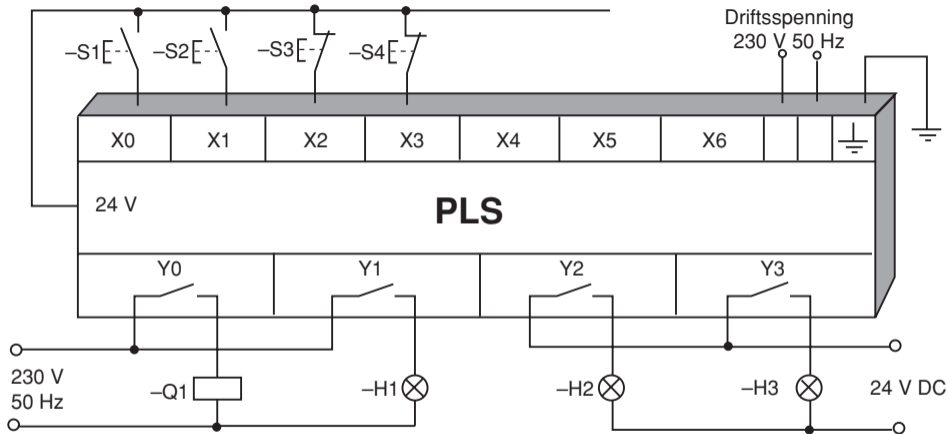 Driftsspenning
230 V 50 Hz
–S1 –S2 –S3 –S4
X0 X1 X2 X3 X4 X5 X6
24 V
PLS
Y0 Y1 Y2 Y3
230 V
50 Hz
–Q1 –H1 –H2 –H3 24 V DC